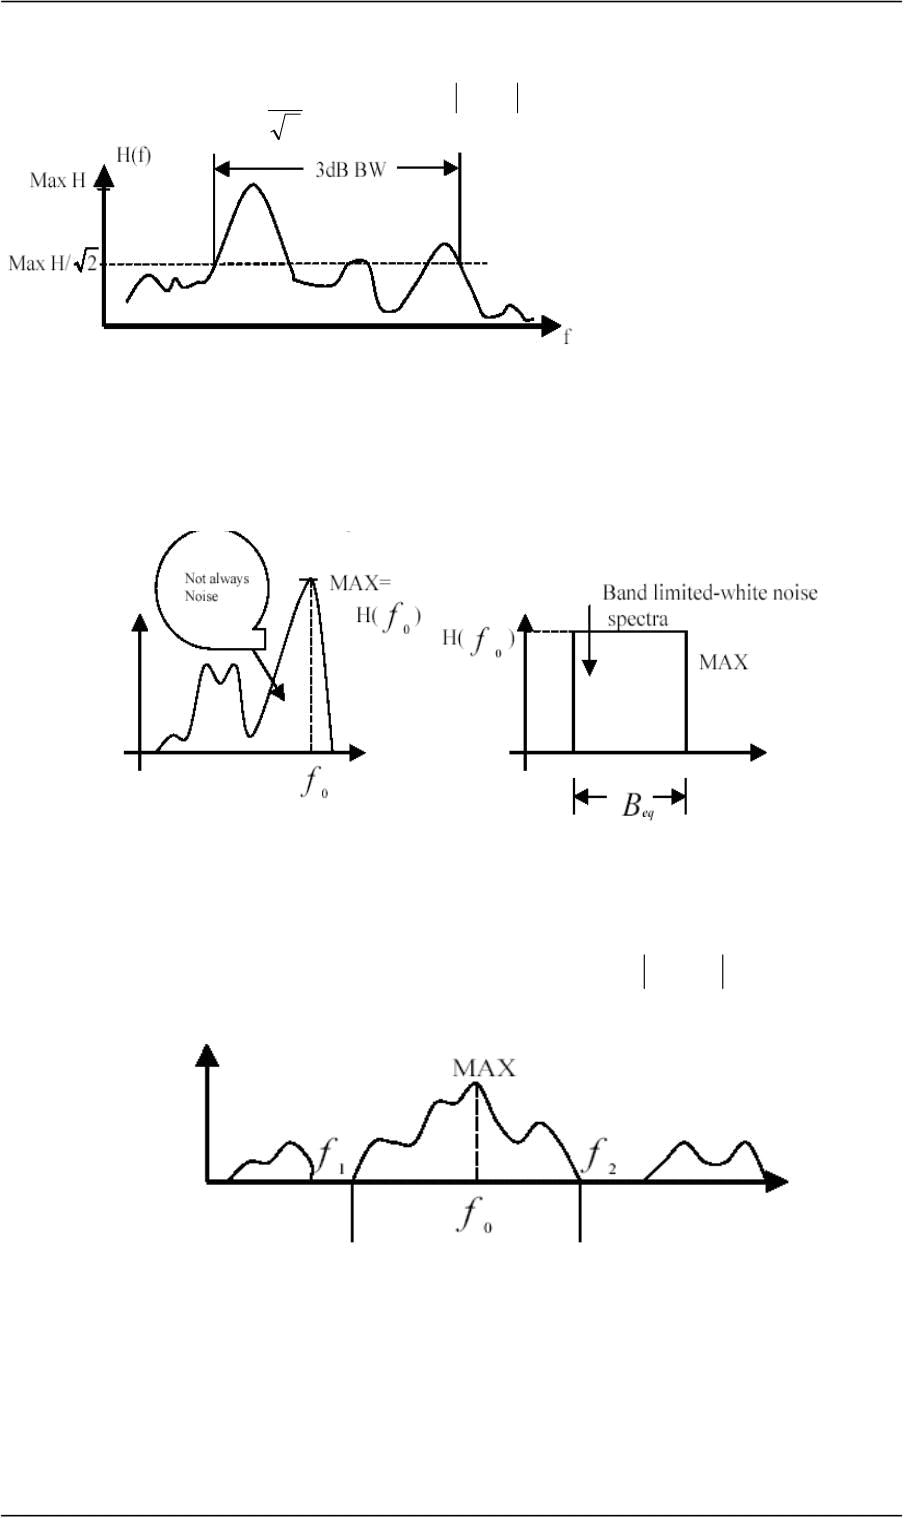 √
H(f)
Max H
3dB BW
Max H/√2
f
Not always
Noise
MAX=
H(f₀)
f₀
Band limited-white noise
spectra
H(f₀)
MAX
B_eq
MAX
f₁
f₂
f₀